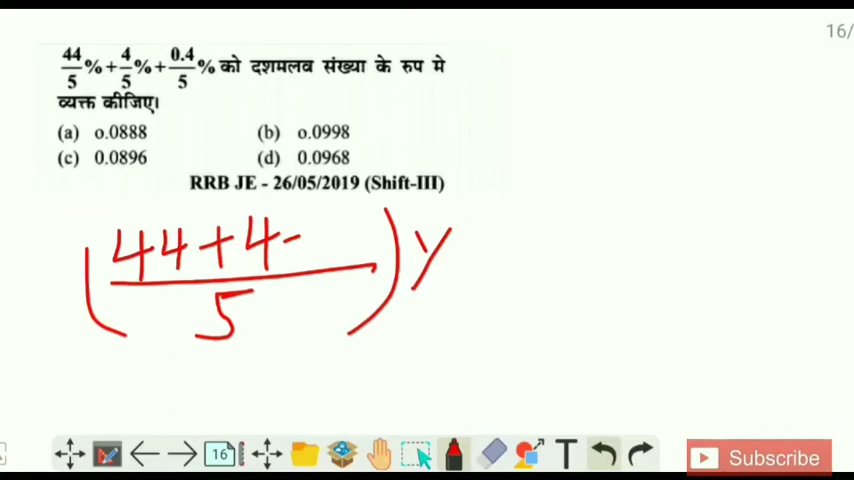 16/
44/5 % + 4/5 % + 0.4/5 % को दशमलव संख्या के रुप मे
व्यक्त कीजिए।
(a) o.0888 (b) o.0998
(c) 0.0896 (d) 0.0968
RRB JE - 26/05/2019 (Shift-III)
(44+4-/5)
16
T
Subscribe